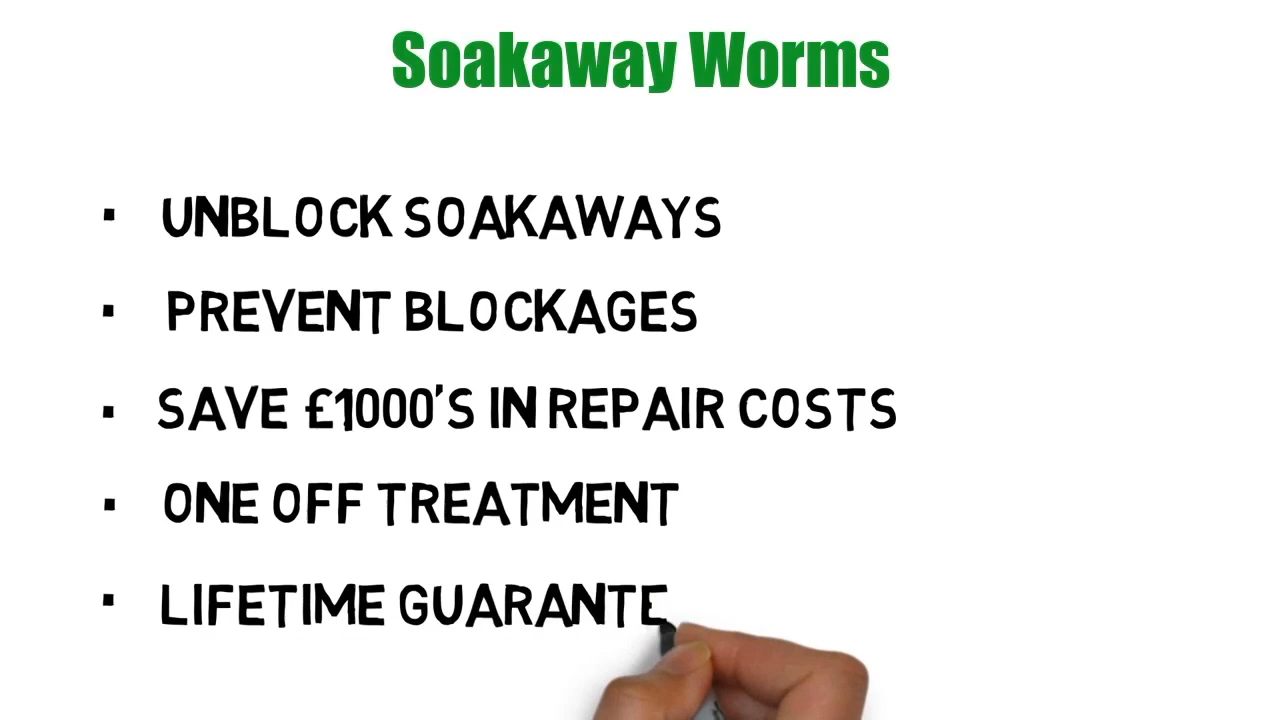 Soakaway Worms
▪ UNBLOCK SOAKAWAYS
▪ PREVENT BLOCKAGES
▪ SAVE £1000'S IN REPAIR COSTS
▪ ONE OFF TREATMENT
▪ LIFETIME GUARANTE